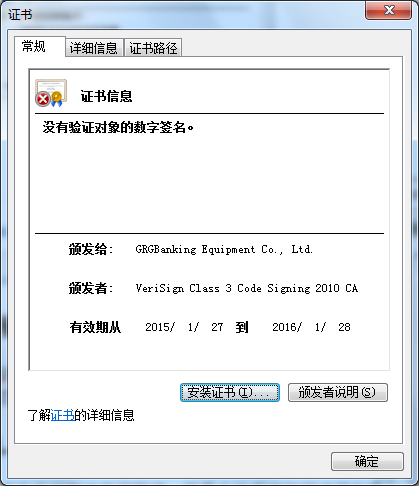 证书
常规 详细信息 证书路径
证书信息
没有验证对象的数字签名。
颁发给: GRGBanking Equipment Co., Ltd.
颁发者: VeriSign Class 3 Code Signing 2010 CA
有效期从 2015/ 1/ 27 到 2016/ 1/ 28
安装证书(I)... 颁发者说明(S)
了解证书的详细信息
确定